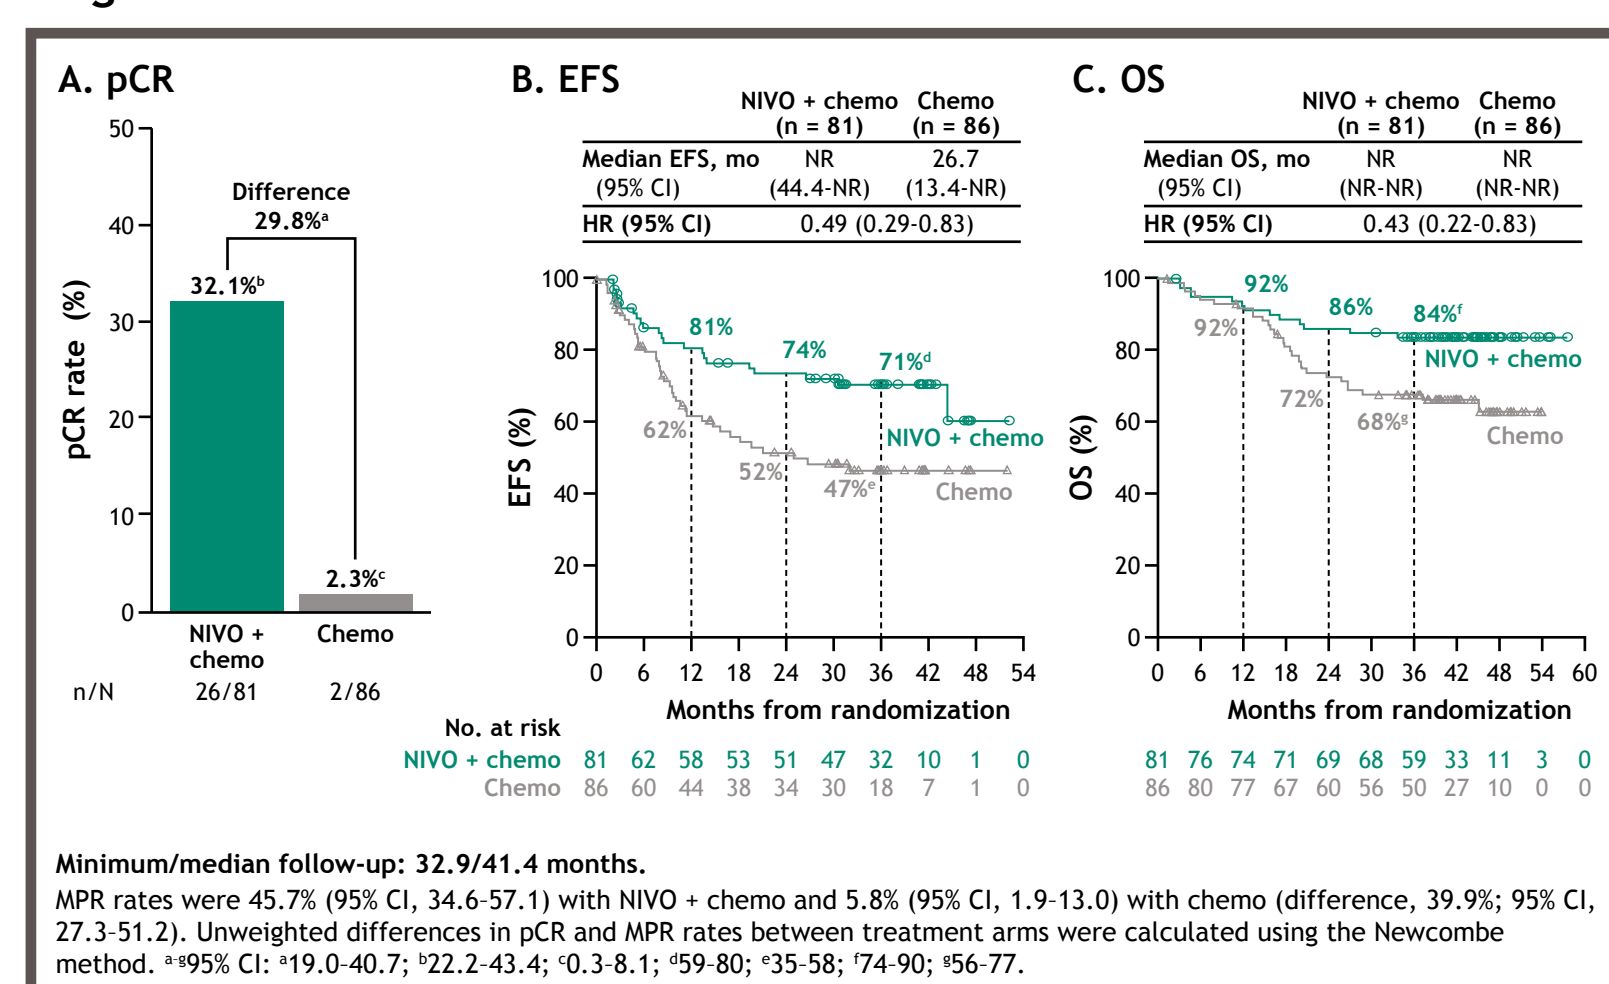 A. pCR
50
40
30
20
10
0
pCR rate (%)
Difference
29.8%ᵃ
32.1%ᵇ
2.3%ᶜ
NIVO +
chemo
Chemo
n/N 26/81 2/86
B. EFS
NIVO + chemo Chemo
(n = 81) (n = 86)
Median EFS, mo NR 26.7
(95% CI) (44.4-NR) (13.4-NR)
HR (95% CI) 0.49 (0.29-0.83)
100
80
60
40
20
0
EFS (%)
81%
74%
71%ᵈ
NIVO + chemo
62%
52%
47%ᵉ
Chemo
0 6 12 18 24 30 36 42 48 54
Months from randomization
C. OS
NIVO + chemo Chemo
(n = 81) (n = 86)
Median OS, mo NR NR
(95% CI) (NR-NR) (NR-NR)
HR (95% CI) 0.43 (0.22-0.83)
100
80
60
40
20
0
OS (%)
92%
86%
84%ᶠ
NIVO + chemo
92%
72%
68%ᵍ
Chemo
0 6 12 18 24 30 36 42 48 54 60
Months from randomization
No. at risk
NIVO + chemo 81 62 58 53 51 47 32 10 1 0 81 76 74 71 69 68 59 33 11 3 0
Chemo 86 60 44 38 34 30 18 7 1 0 86 80 77 67 60 56 50 27 10 0 0
Minimum/median follow-up: 32.9/41.4 months.
MPR rates were 45.7% (95% CI, 34.6-57.1) with NIVO + chemo and 5.8% (95% CI, 1.9-13.0) with chemo (difference, 39.9%; 95% CI,
27.3-51.2). Unweighted differences in pCR and MPR rates between treatment arms were calculated using the Newcombe
method. ᵃ⁻ᵍ95% CI: ᵃ19.0-40.7; ᵇ22.2-43.4; ᶜ0.3-8.1; ᵈ59-80; ᵉ35-58; ᶠ74-90; ᵍ56-77.